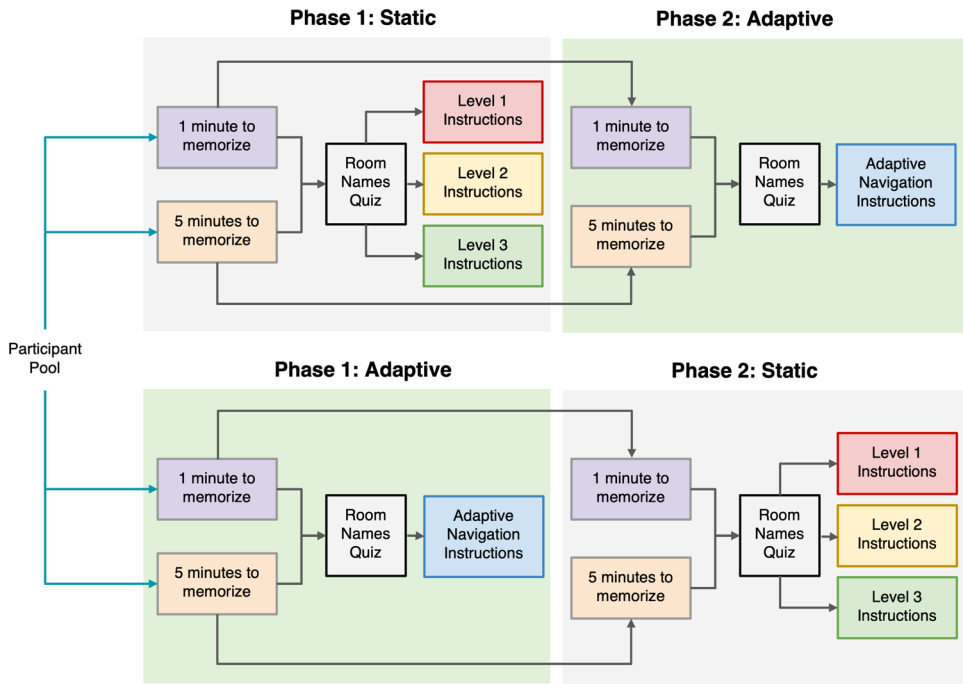 Phase 1: Static
Phase 2: Adaptive
1 minute to
memorize
5 minutes to
memorize
Room
Names
Quiz
Level 1
Instructions
Level 2
Instructions
Level 3
Instructions
1 minute to
memorize
5 minutes to
memorize
Room
Names
Quiz
Adaptive
Navigation
Instructions
Participant
Pool
Phase 1: Adaptive
Phase 2: Static
1 minute to
memorize
5 minutes to
memorize
Room
Names
Quiz
Adaptive
Navigation
Instructions
1 minute to
memorize
5 minutes to
memorize
Room
Names
Quiz
Level 1
Instructions
Level 2
Instructions
Level 3
Instructions